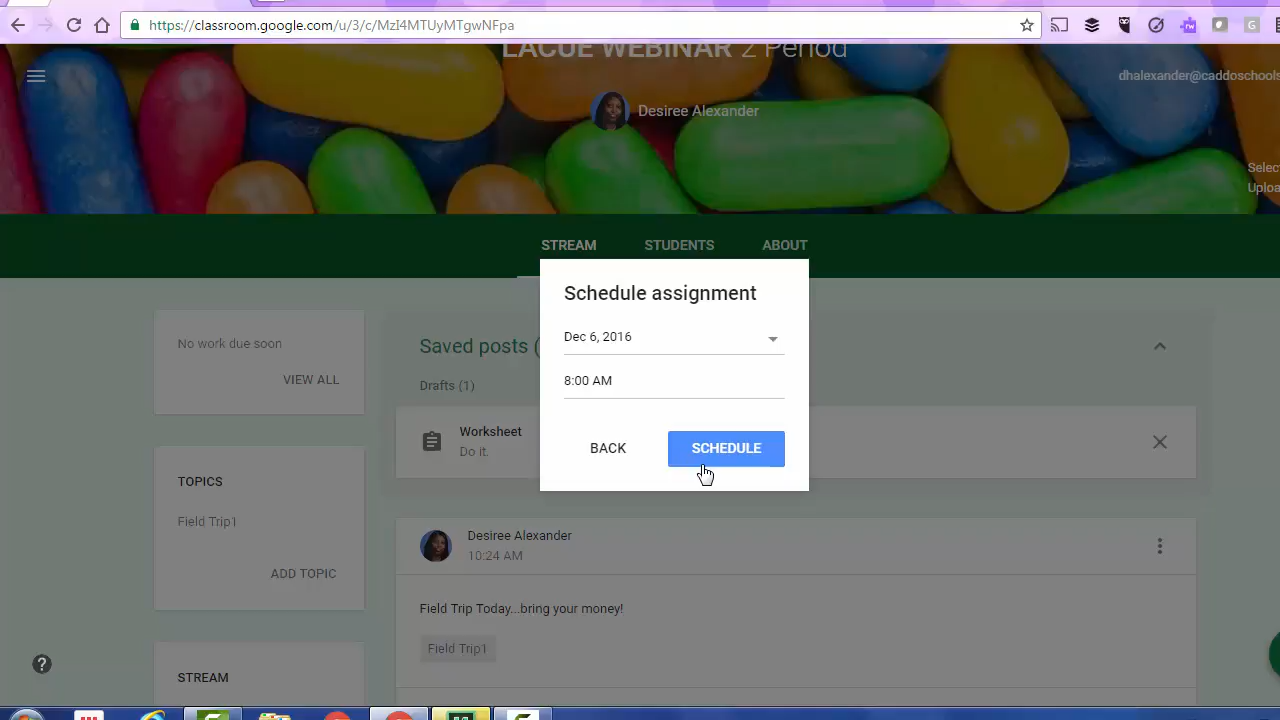 https://classroom.google.com/u/3/c/MzI4MTUyMTgwNFpa
LACUE WEBINAR 2 Period
dhalexander@caddoschools
Desiree Alexander
Selec
Uploa
STREAM
STUDENTS
ABOUT
Schedule assignment
Dec 6, 2016
8:00 AM
BACK
SCHEDULE
No work due soon
VIEW ALL
Saved posts (
Drafts (1)
Worksheet
Do it.
TOPICS
Field Trip1
ADD TOPIC
Desiree Alexander
10:24 AM
Field Trip Today...bring your money!
Field Trip1
STREAM